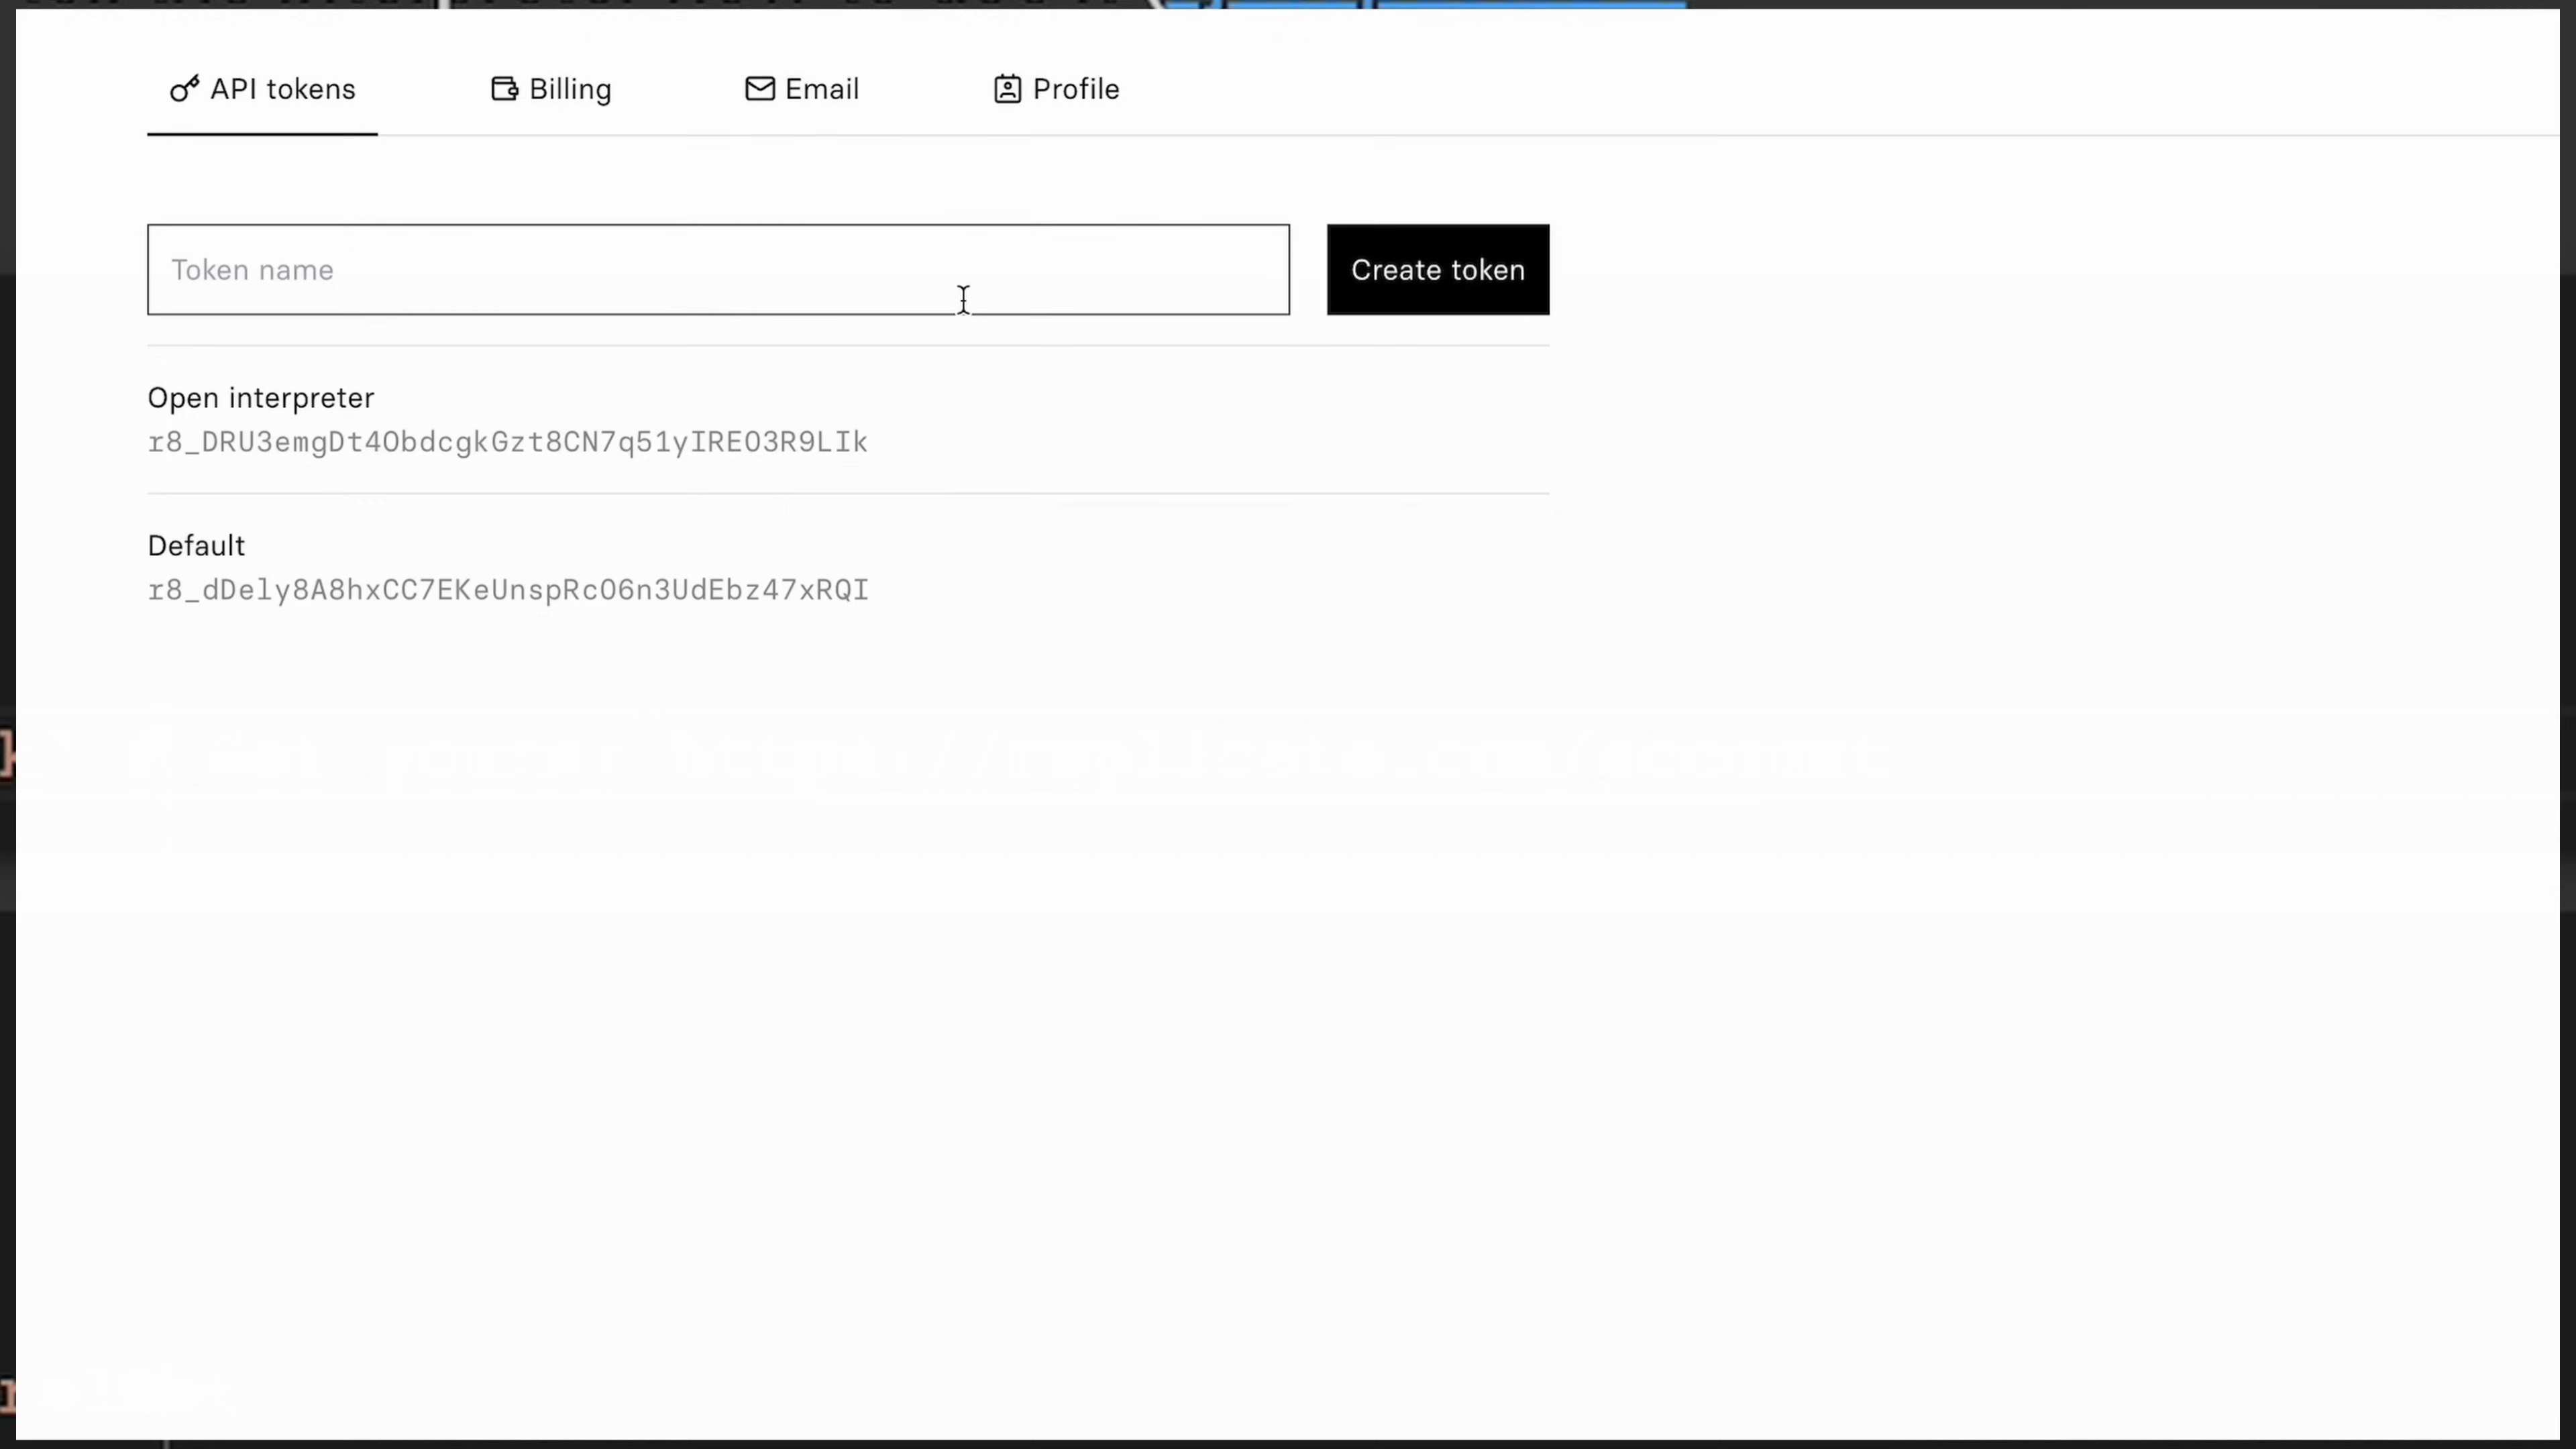 API tokens
Billing
Email
Profile
Token name
Create token
Open interpreter
r8_DRU3emgDt4ObdcgkGzt8CN7q51yIREO3R9LIk
Default
r8_dDely8A8hxCC7EKeUnspRcO6n3UdEbz47xRQI